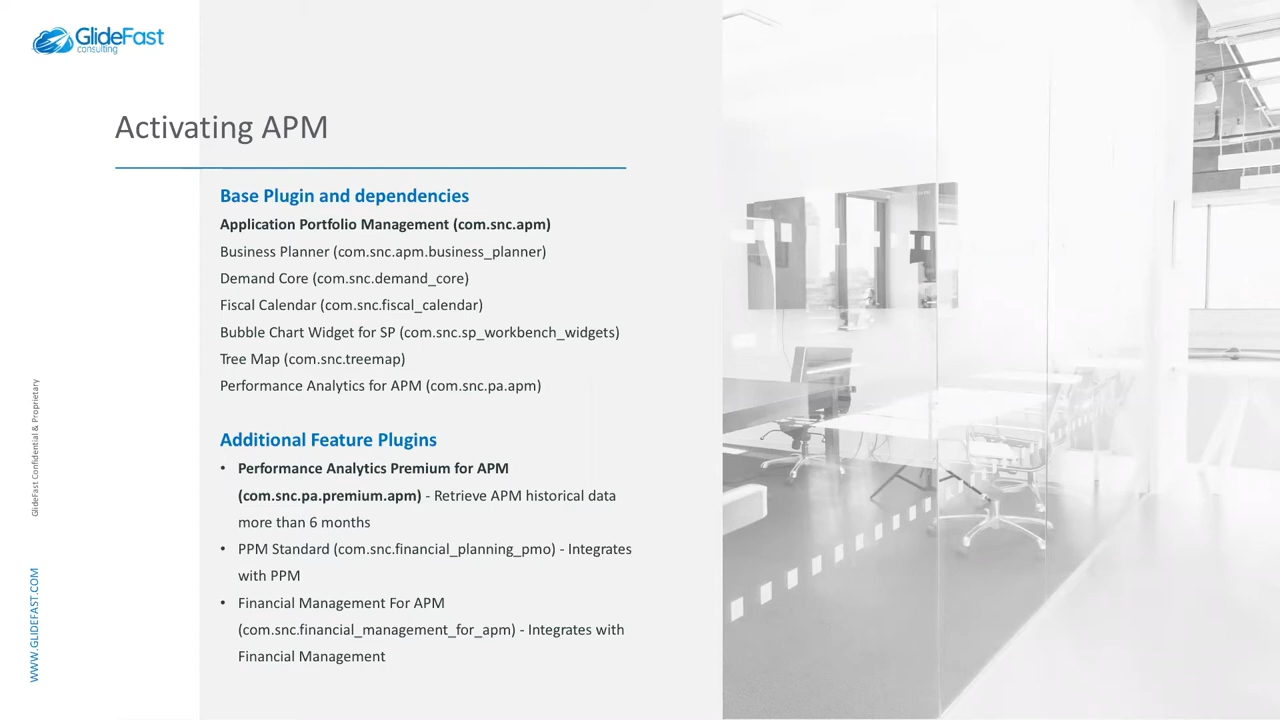 GlideFast
consulting
Activating APM
Base Plugin and dependencies
Application Portfolio Management (com.snc.apm)
Business Planner (com.snc.apm.business_planner)
Demand Core (com.snc.demand_core)
Fiscal Calendar (com.snc.fiscal_calendar)
Bubble Chart Widget for SP (com.snc.sp_workbench_widgets)
Tree Map (com.snc.treemap)
Performance Analytics for APM (com.snc.pa.apm)
Additional Feature Plugins
• Performance Analytics Premium for APM
(com.snc.pa.premium.apm) - Retrieve APM historical data
more than 6 months
• PPM Standard (com.snc.financial_planning_pmo) - Integrates
with PPM
• Financial Management For APM
(com.snc.financial_management_for_apm) - Integrates with
Financial Management
GlideFast Confidential & Proprietary
WWW.GLIDEFAST.COM